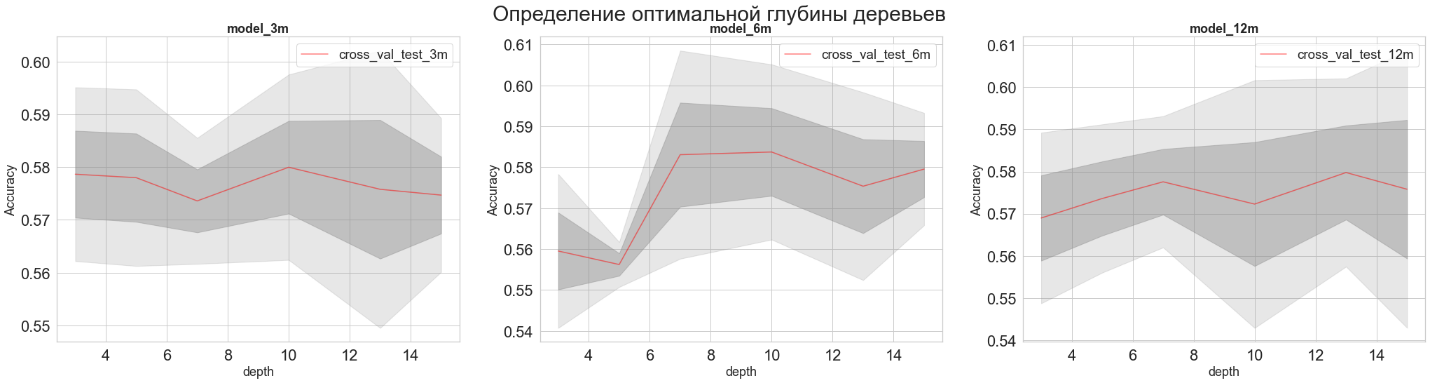 Определение оптимальной глубины деревьев
model_3m
cross_val_test_3m
Accuracy
0.60
0.59
0.58
0.57
0.56
0.55
4 6 8 10 12 14
depth
model_6m
cross_val_test_6m
Accuracy
0.61
0.60
0.59
0.58
0.57
0.56
0.55
0.54
4 6 8 10 12 14
depth
model_12m
cross_val_test_12m
Accuracy
0.61
0.60
0.59
0.58
0.57
0.56
0.55
0.54
4 6 8 10 12 14
depth